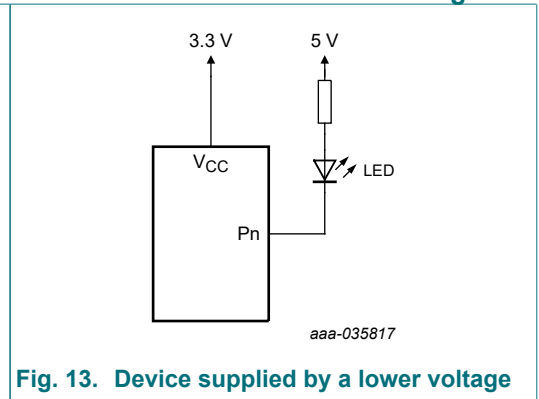 3.3 V
5 V
VCC
LED
Pn
aaa-035817
Fig. 13. Device supplied by a lower voltage